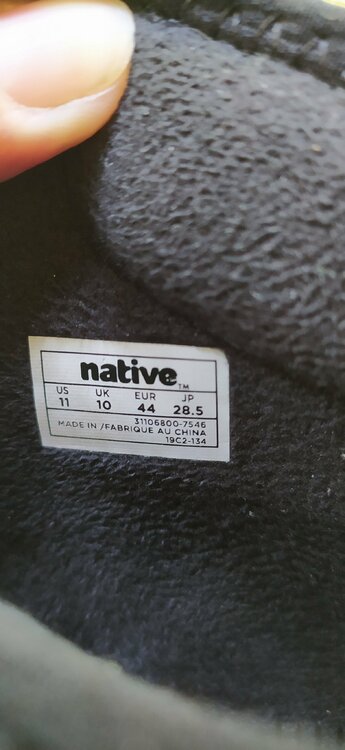 native™
US UK EUR JP
11 10 44 28.5
31106800-7546
MADE IN /FABRIQUE AU CHINA
19C2-134